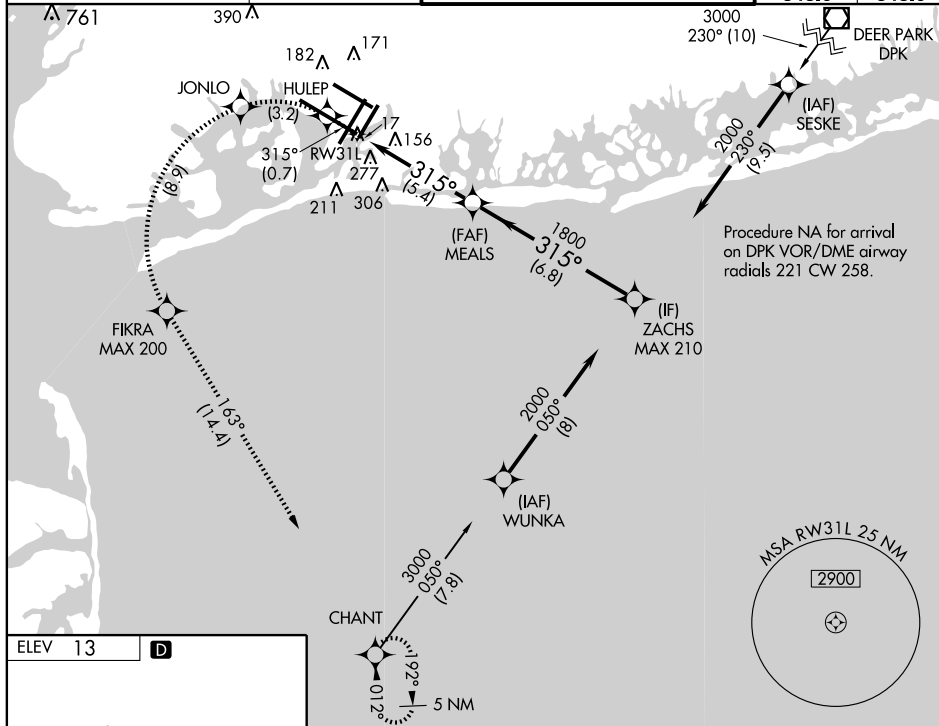 761
390
3000
230° (10)
DEER PARK
DPK
182
171
JONLO
HULEP
(3.2)
17
156
315°
(0.7)
RW31L
277
211
306
315°
(5.4)
(IAF)
SESKE
2000
230°
(9.5)
(8.9)
(FAF)
MEALS
1800
315°
(6.8)
Procedure NA for arrival
on DPK VOR/DME airway
radials 221 CW 258.
(IF)
ZACHS
MAX 210
FIKRA
MAX 200
163°
(14.4)
2000
050°
(8)
(IAF)
WUNKA
3000
050°
(7.8)
CHANT
192°
012°
5 NM
MSA RW31L 25 NM
2900
ELEV 13
D